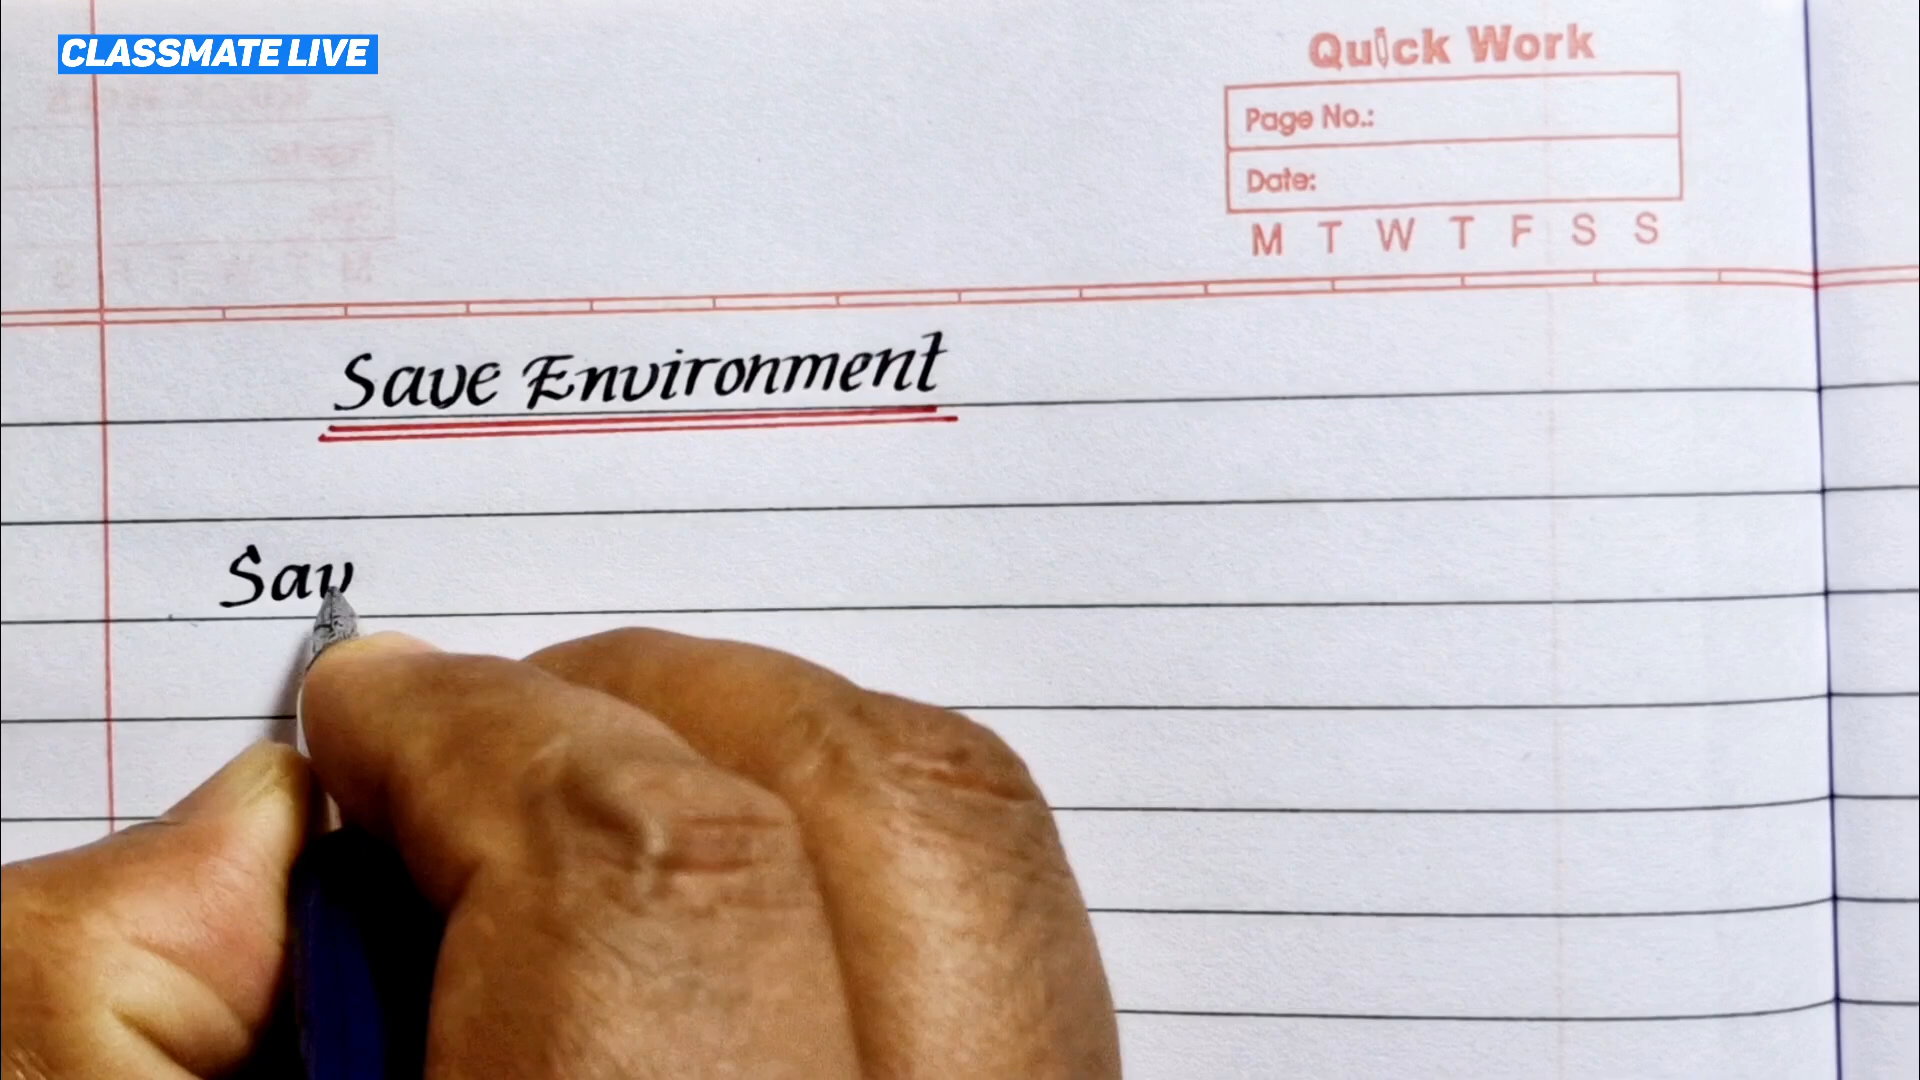 CLASSMATE LIVE
Quick Work
Page No.:
Date:
M T W T F S S
Save Environment
Sav